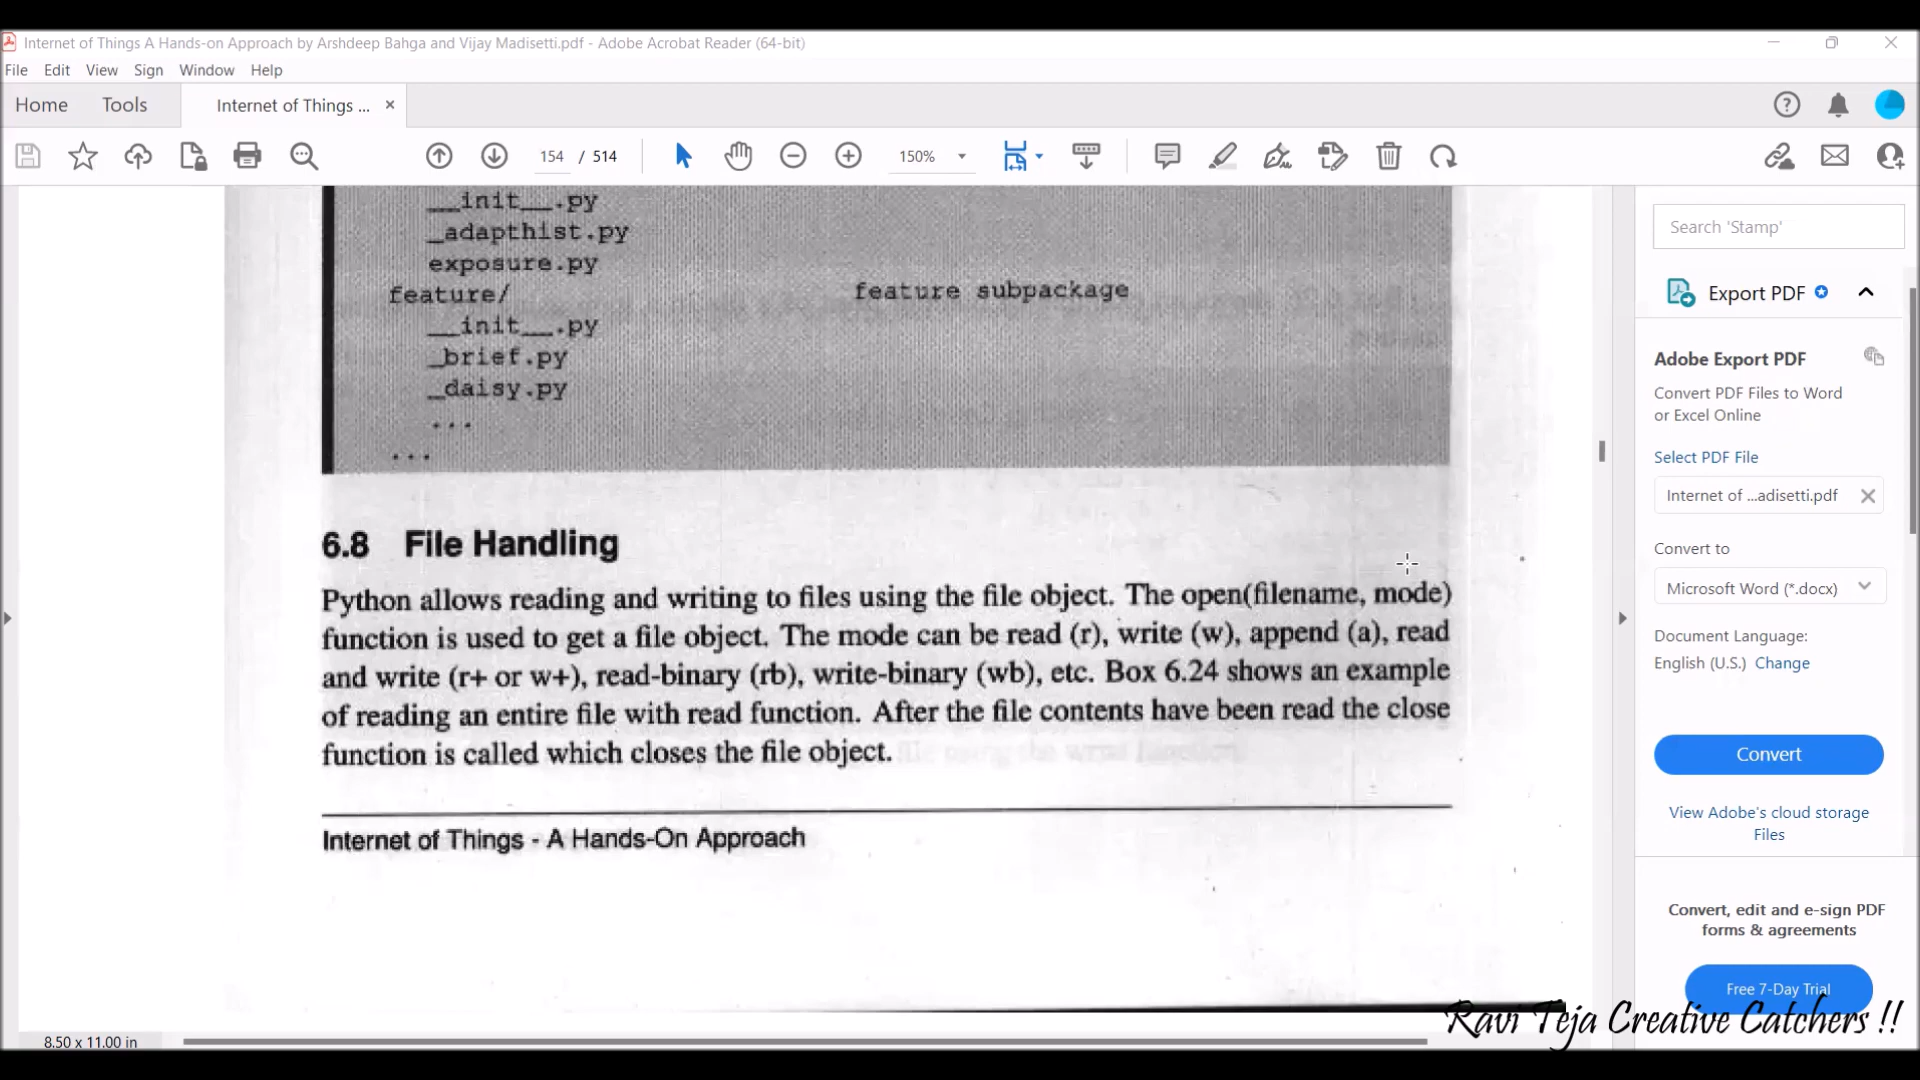 Internet of Things A Hands-on Approach by Arshdeep Bahga and Vijay Madisetti.pdf - Adobe Acrobat Reader (64-bit)
File Edit View Sign Window Help
Home Tools Internet of Things ...
154 / 514 150%
__init__.py
_adapthist.py
exposure.py
feature/ feature subpackage
__init__.py
_brief.py
_daisy.py
...
...
6.8 File Handling
Python allows reading and writing to files using the file object. The open(filename, mode)
function is used to get a file object. The mode can be read (r), write (w), append (a), read
and write (r+ or w+), read-binary (rb), write-binary (wb), etc. Box 6.24 shows an example
of reading an entire file with read function. After the file contents have been read the close
function is called which closes the file object.
Internet of Things - A Hands-On Approach
8.50 x 11.00 in
Search 'Stamp'
Export PDF
Adobe Export PDF
Convert PDF Files to Word
or Excel Online
Select PDF File
Internet of ...adisetti.pdf
Convert to
Microsoft Word (*.docx)
Document Language:
English (U.S.) Change
Convert
View Adobe's cloud storage
Files
Convert, edit and e-sign PDF
forms & agreements
Free 7-Day Trial
Ravi Teja Creative Catchers !!